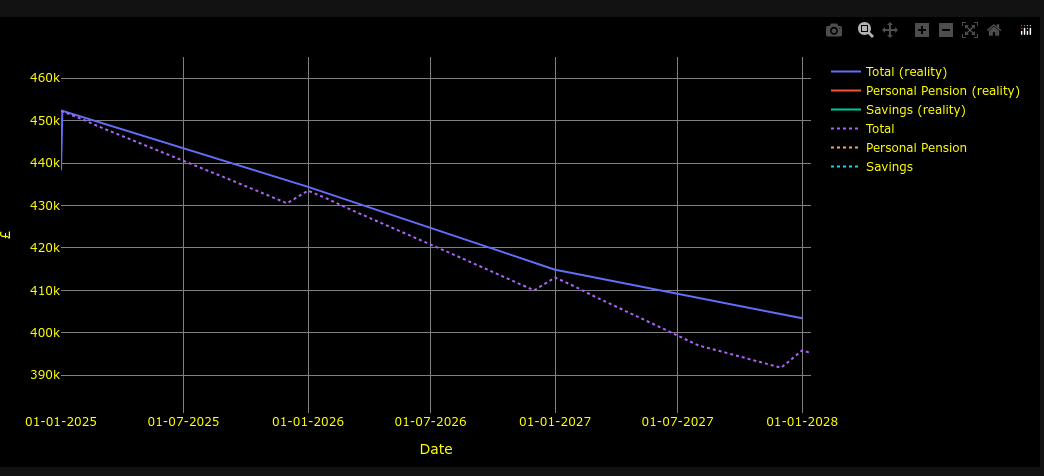 460k
450k
440k
430k
420k
410k
400k
390k
£
01-01-2025 01-07-2025 01-01-2026 01-07-2026 01-01-2027 01-07-2027 01-01-2028
Date
Total (reality)
Personal Pension (reality)
Savings (reality)
Total
Personal Pension
Savings